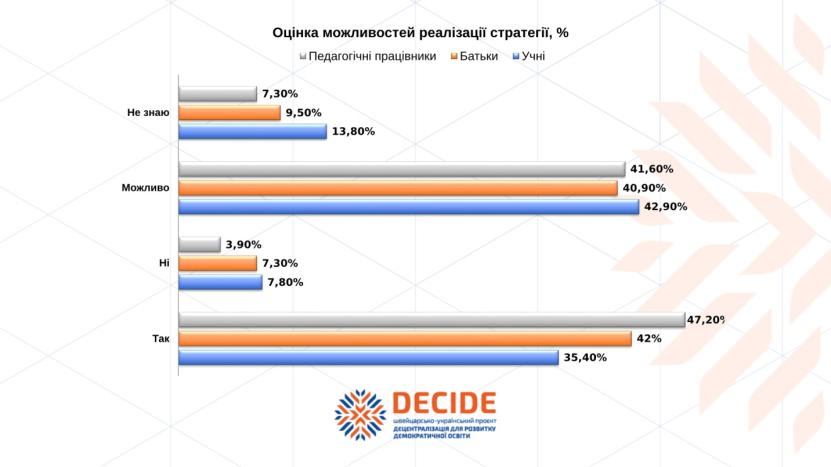 Оцінка можливостей реалізації стратегії, %
Педагогічні працівники Батьки Учні
Не знаю
7,30%
9,50%
13,80%
Можливо
41,60%
40,90%
42,90%
Ні
3,90%
7,30%
7,80%
Так
47,20%
42%
35,40%
DECIDE
швейцарсько-український проєкт
ДЕЦЕНТРАЛІЗАЦІЯ ДЛЯ РОЗВИТКУ
ДЕМОКРАТИЧНОЇ ОСВІТИ